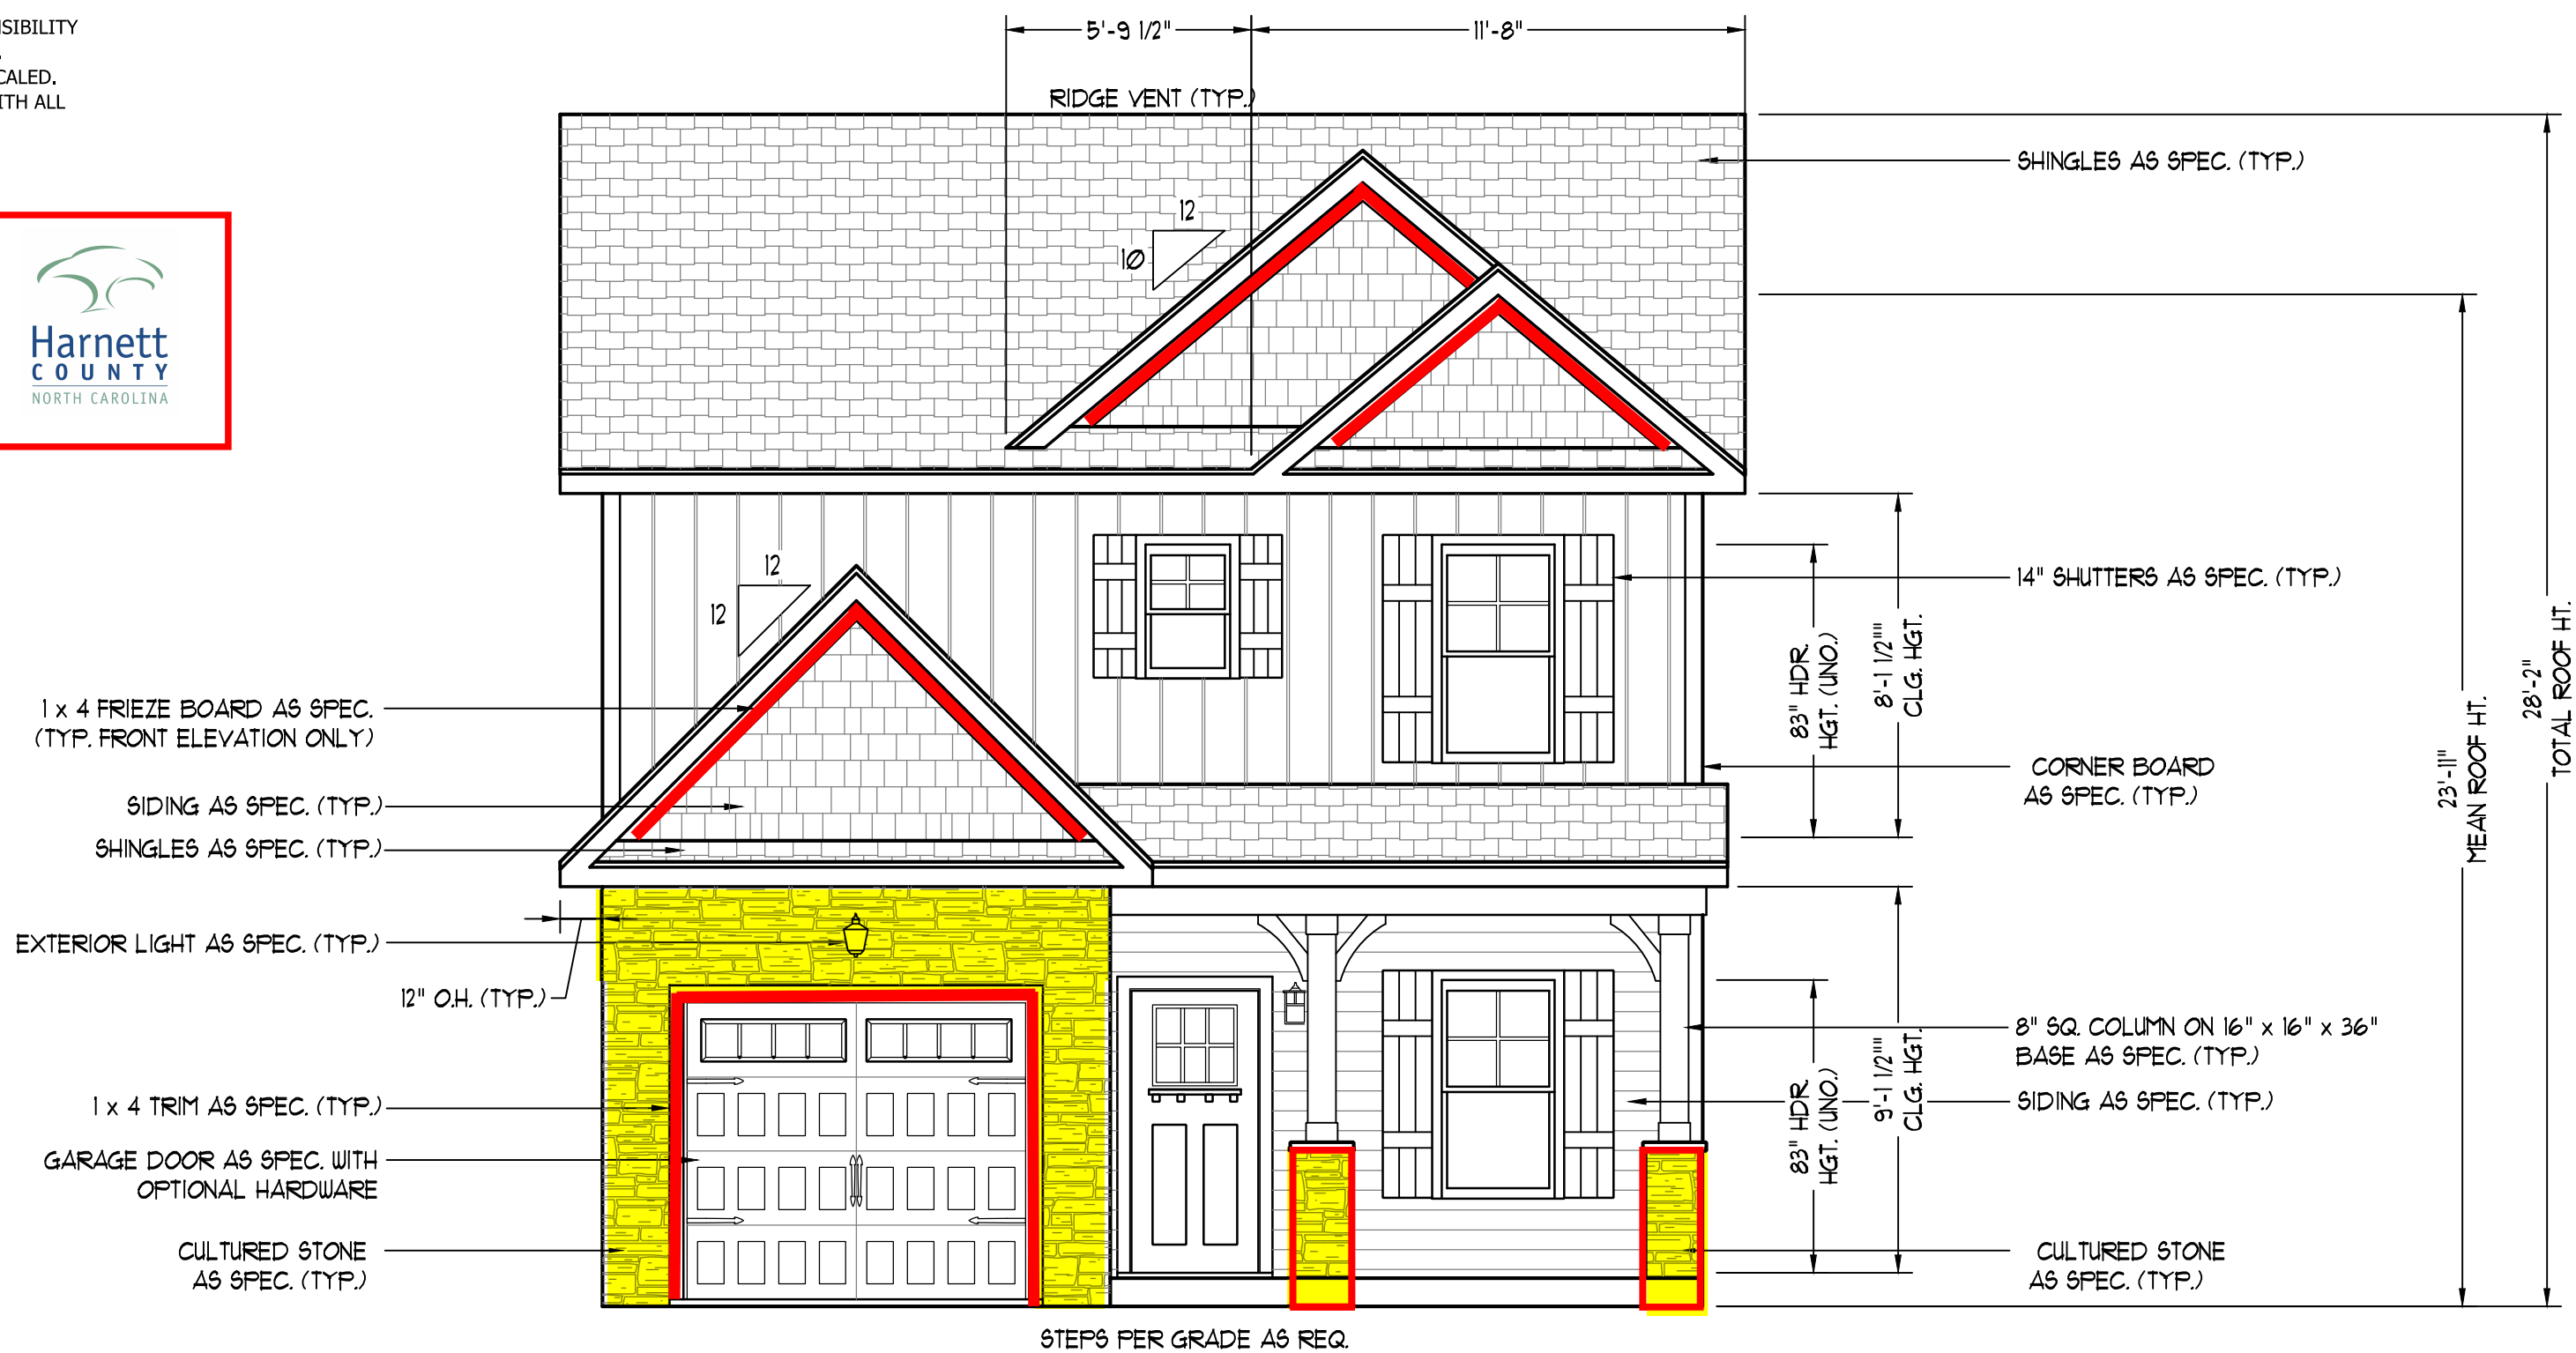 NSIBILITY
CALED.
ITH ALL
Harnett
COUNTY
NORTH CAROLINA
5'-9 1/2"
11'-8"
RIDGE VENT (TYP.)
SHINGLES AS SPEC. (TYP.)
12
10
12
12
14" SHUTTERS AS SPEC. (TYP.)
83" HDR.
HGT. (UNO.)
8'-1 1/2""
CLG. HGT.
23'-11"
MEAN ROOF HT.
28'-2"
TOTAL ROOF HT.
1 x 4 FRIEZE BOARD AS SPEC.
(TYP. FRONT ELEVATION ONLY)
CORNER BOARD
AS SPEC. (TYP.)
SIDING AS SPEC. (TYP.)
SHINGLES AS SPEC. (TYP.)
EXTERIOR LIGHT AS SPEC. (TYP.)
12" O.H. (TYP.)
8" SQ. COLUMN ON 16" x 16" x 36"
BASE AS SPEC. (TYP.)
83" HDR.
HGT. (UNO.)
9'-1 1/2""
CLG. HGT.
SIDING AS SPEC. (TYP.)
1 x 4 TRIM AS SPEC. (TYP.)
GARAGE DOOR AS SPEC. WITH
OPTIONAL HARDWARE
CULTURED STONE
AS SPEC. (TYP.)
CULTURED STONE
AS SPEC. (TYP.)
STEPS PER GRADE AS REQ.